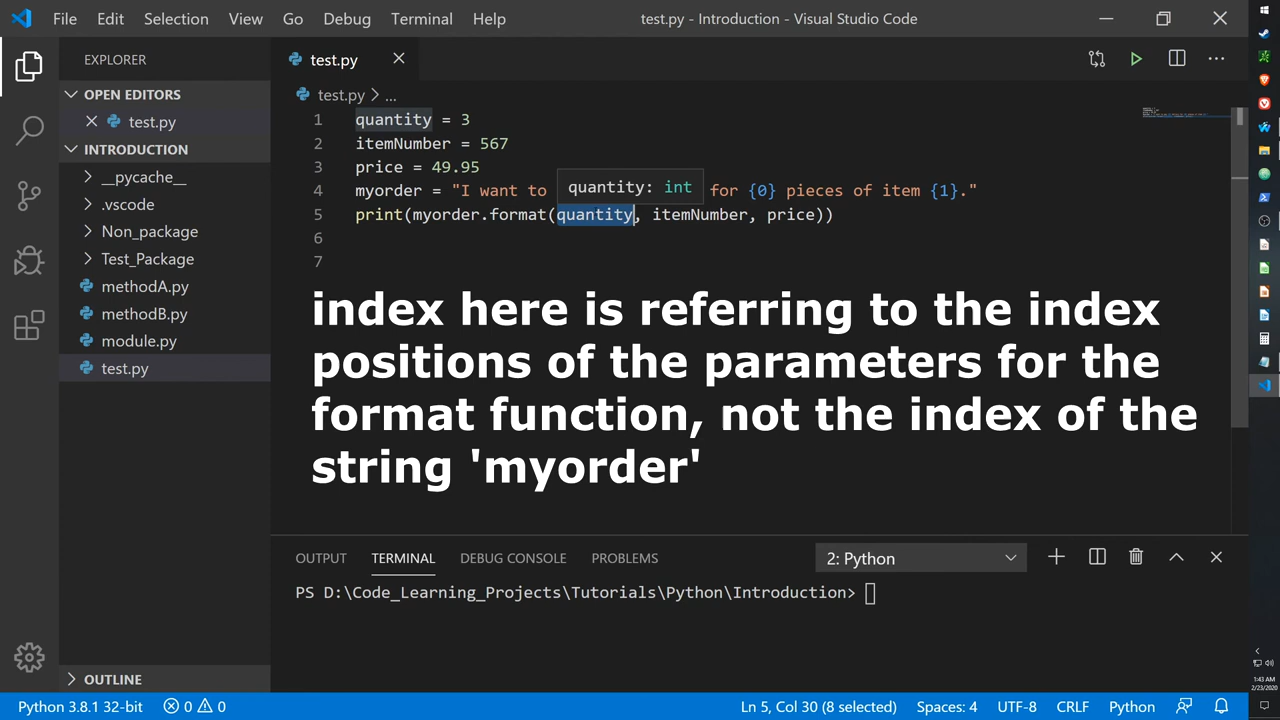 File Edit Selection View Go Debug Terminal Help
test.py - Introduction - Visual Studio Code
EXPLORER
OPEN EDITORS
test.py
INTRODUCTION
__pycache__
.vscode
Non_package
Test_Package
methodA.py
methodB.py
module.py
test.py
OUTLINE
test.py
test.py > ...
1 quantity = 3
2 itemNumber = 567
3 price = 49.95
quantity: int
4 myorder = "I want to for {0} pieces of item {1}."
5 print(myorder.format(quantity, itemNumber, price))
6
7
index here is referring to the index
positions of the parameters for the
format function, not the index of the
string 'myorder'
OUTPUT TERMINAL DEBUG CONSOLE PROBLEMS 2: Python
PS D:\Code_Learning_Projects\Tutorials\Python\Introduction>
Python 3.8.1 32-bit 0 0 Ln 5, Col 30 (8 selected) Spaces: 4 UTF-8 CRLF Python
1:43 AM
2/23/2020